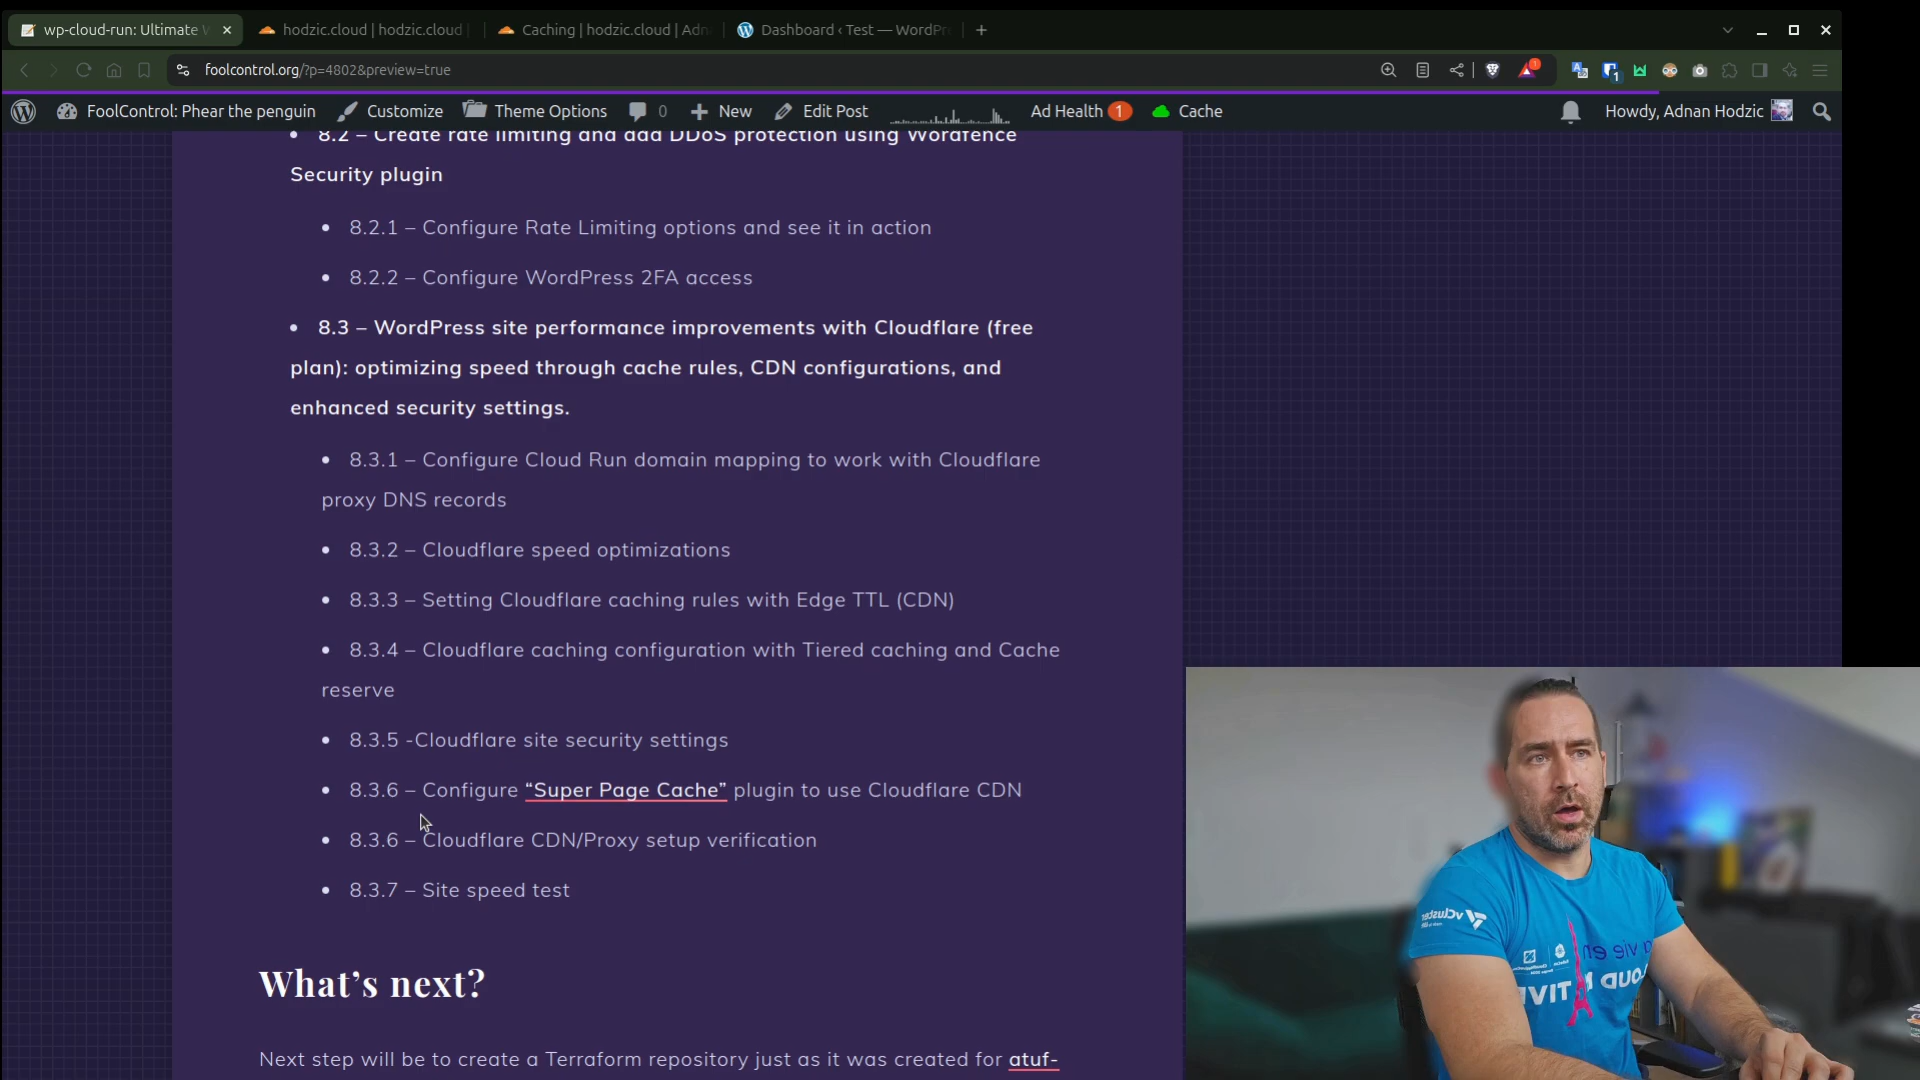 wp-cloud-run: Ultimate W
hodzic.cloud | hodzic.cloud
Caching | hodzic.cloud | Adn
Dashboard ‹ Test — WordPr
foolcontrol.org/?p=4802&preview=true
1
1
FoolControl: Phear the penguin
Customize
Theme Options
0
New
Edit Post
Ad Health 1
Cache
Howdy, Adnan Hodzic
• 8.2 – Create rate limiting and add DDoS protection using Wordfence
Security plugin
• 8.2.1 – Configure Rate Limiting options and see it in action
• 8.2.2 – Configure WordPress 2FA access
• 8.3 – WordPress site performance improvements with Cloudflare (free
plan): optimizing speed through cache rules, CDN configurations, and
enhanced security settings.
• 8.3.1 – Configure Cloud Run domain mapping to work with Cloudflare
proxy DNS records
• 8.3.2 – Cloudflare speed optimizations
• 8.3.3 – Setting Cloudflare caching rules with Edge TTL (CDN)
• 8.3.4 – Cloudflare caching configuration with Tiered caching and Cache
reserve
• 8.3.5 -Cloudflare site security settings
• 8.3.6 – Configure “Super Page Cache” plugin to use Cloudflare CDN
• 8.3.6 – Cloudflare CDN/Proxy setup verification
• 8.3.7 – Site speed test
What’s next?
Next step will be to create a Terraform repository just as it was created for atuf-
vCluster
la vie en
CLOUD NATIVE